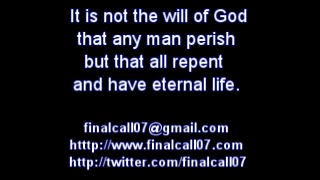 It is not the will of God
that any man perish
but that all repent
and have eternal life.
finalcall07@gmail.com
htttp://www.finalcall07.com
http://twitter.com/finalcall07